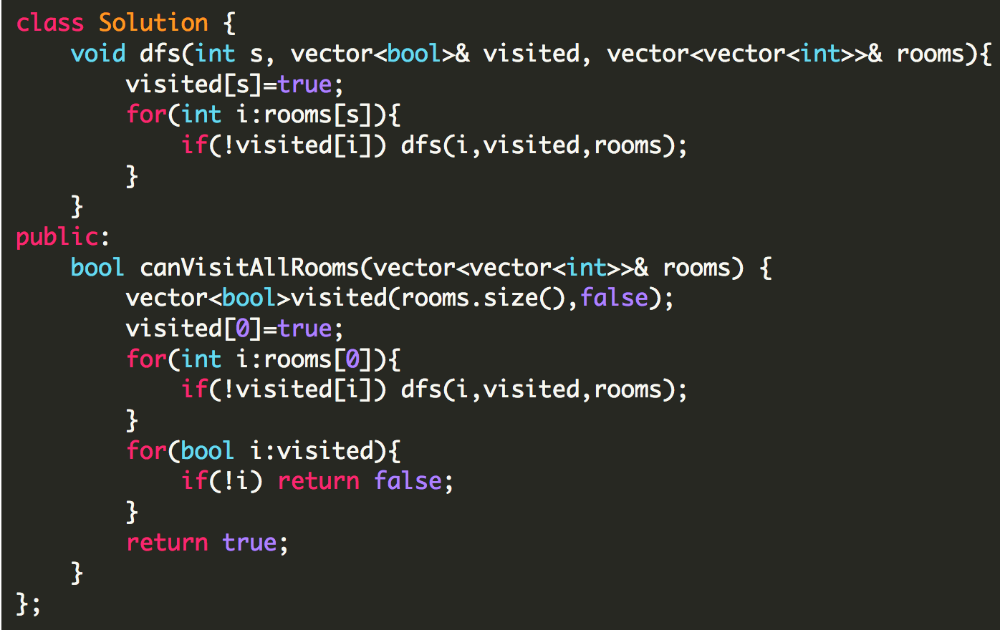 class Solution {
    void dfs(int s, vector<bool>& visited, vector<vector<int>>& rooms){
        visited[s]=true;
        for(int i:rooms[s]){
            if(!visited[i]) dfs(i,visited,rooms);
        }
    }
public:
    bool canVisitAllRooms(vector<vector<int>>& rooms) {
        vector<bool>visited(rooms.size(),false);
        visited[0]=true;
        for(int i:rooms[0]){
            if(!visited[i]) dfs(i,visited,rooms);
        }
        for(bool i:visited){
            if(!i) return false;
        }
        return true;
    }
};